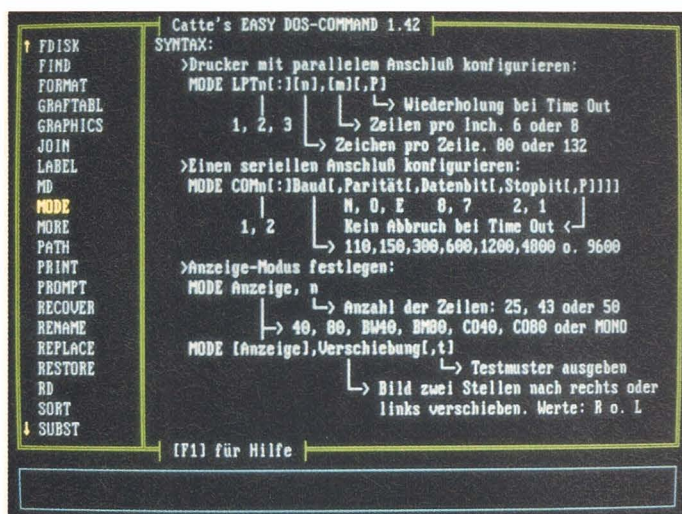 Catte's EASY DOS-COMMAND 1.42
↑ FDISK
FIND
FORMAT
GRAFTABL
GRAPHICS
JOIN
LABEL
MD
MODE
MORE
PATH
PRINT
PROMPT
RECOVER
RENAME
REPLACE
RESTORE
RD
SORT
↓ SUBST
SYNTAX:
>Drucker mit parallelem Anschluß konfigurieren:
MODE LPTn[:][n],[m][,P]
└─> Wiederholung bei Time Out
1, 2, 3 └─> Zeilen pro Inch. 6 oder 8
└─> Zeichen pro Zeile. 80 oder 132
>Einen seriellen Anschluß konfigurieren:
MODE COMn[:]Baud[,Parität[,Datenbit[,Stopbit[,P]]]]
N, O, E 8, 7 2, 1
1, 2 Kein Abbruch bei Time Out <─┘
└─> 110,150,300,600,1200,4800 o. 9600
>Anzeige-Modus festlegen:
MODE Anzeige, n
└─> Anzahl der Zeilen: 25, 43 oder 50
├─> 40, 80, BW40, BM80, CO40, CO80 oder MONO
MODE [Anzeige],Verschiebung[,t]
└─> Testmuster ausgeben
└─> Bild zwei Stellen nach rechts oder
links verschieben. Werte: R o. L
[F1] für Hilfe